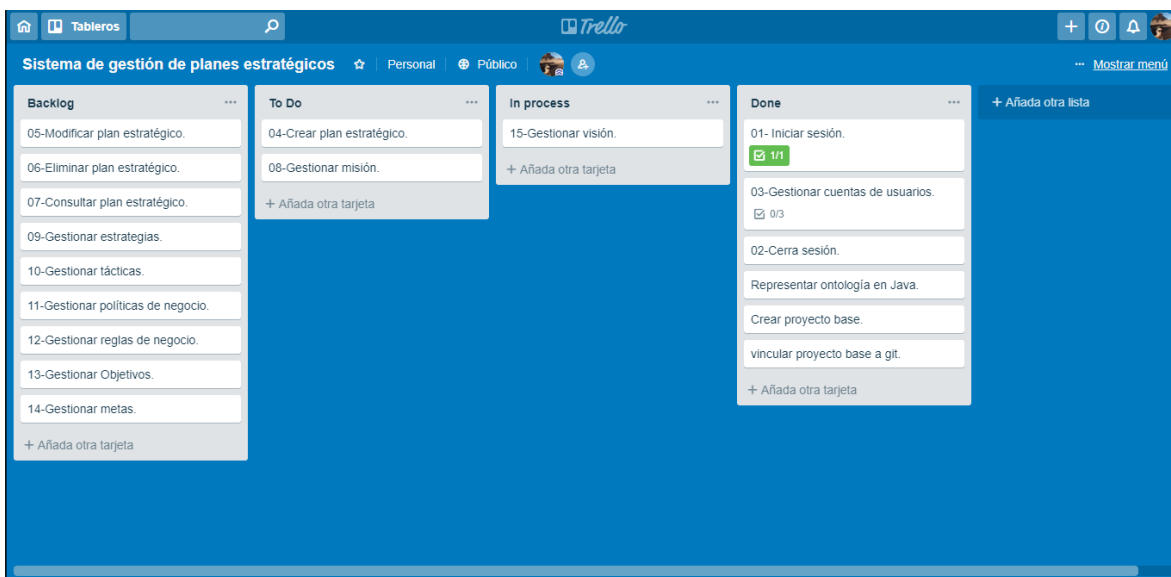 Tableros
Trello
Sistema de gestión de planes estratégicos
Personal
Público
Mostrar menú
Backlog
05-Modificar plan estratégico.
06-Eliminar plan estratégico.
07-Consultar plan estratégico.
09-Gestionar estrategias.
10-Gestionar tácticas.
11-Gestionar políticas de negocio.
12-Gestionar reglas de negocio.
13-Gestionar Objetivos.
14-Gestionar metas.
+ Añada otra tarjeta
To Do
04-Crear plan estratégico.
08-Gestionar misión.
+ Añada otra tarjeta
In process
15-Gestionar visión.
+ Añada otra tarjeta
Done
01- Iniciar sesión.
1/1
03-Gestionar cuentas de usuarios.
0/3
02-Cerra sesión.
Representar ontología en Java.
Crear proyecto base.
vincular proyecto base a git.
+ Añada otra tarjeta
+ Añada otra lista